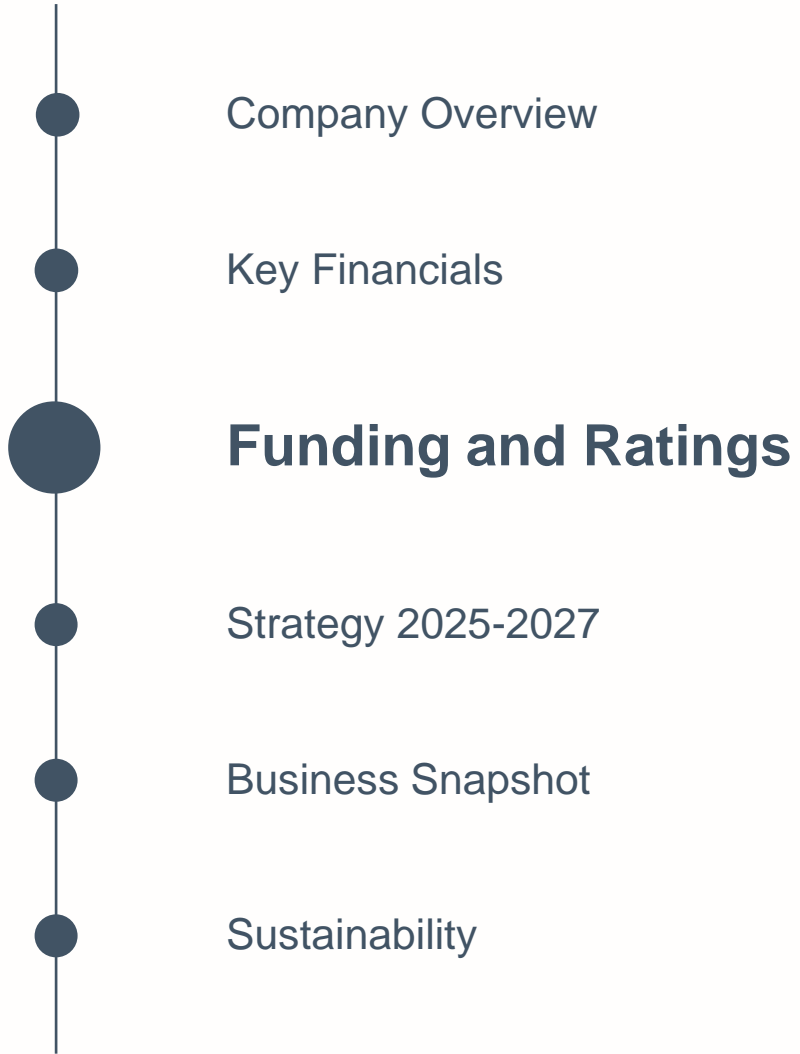 Company Overview
Key Financials
Funding and Ratings
Strategy 2025-2027
Business Snapshot
Sustainability